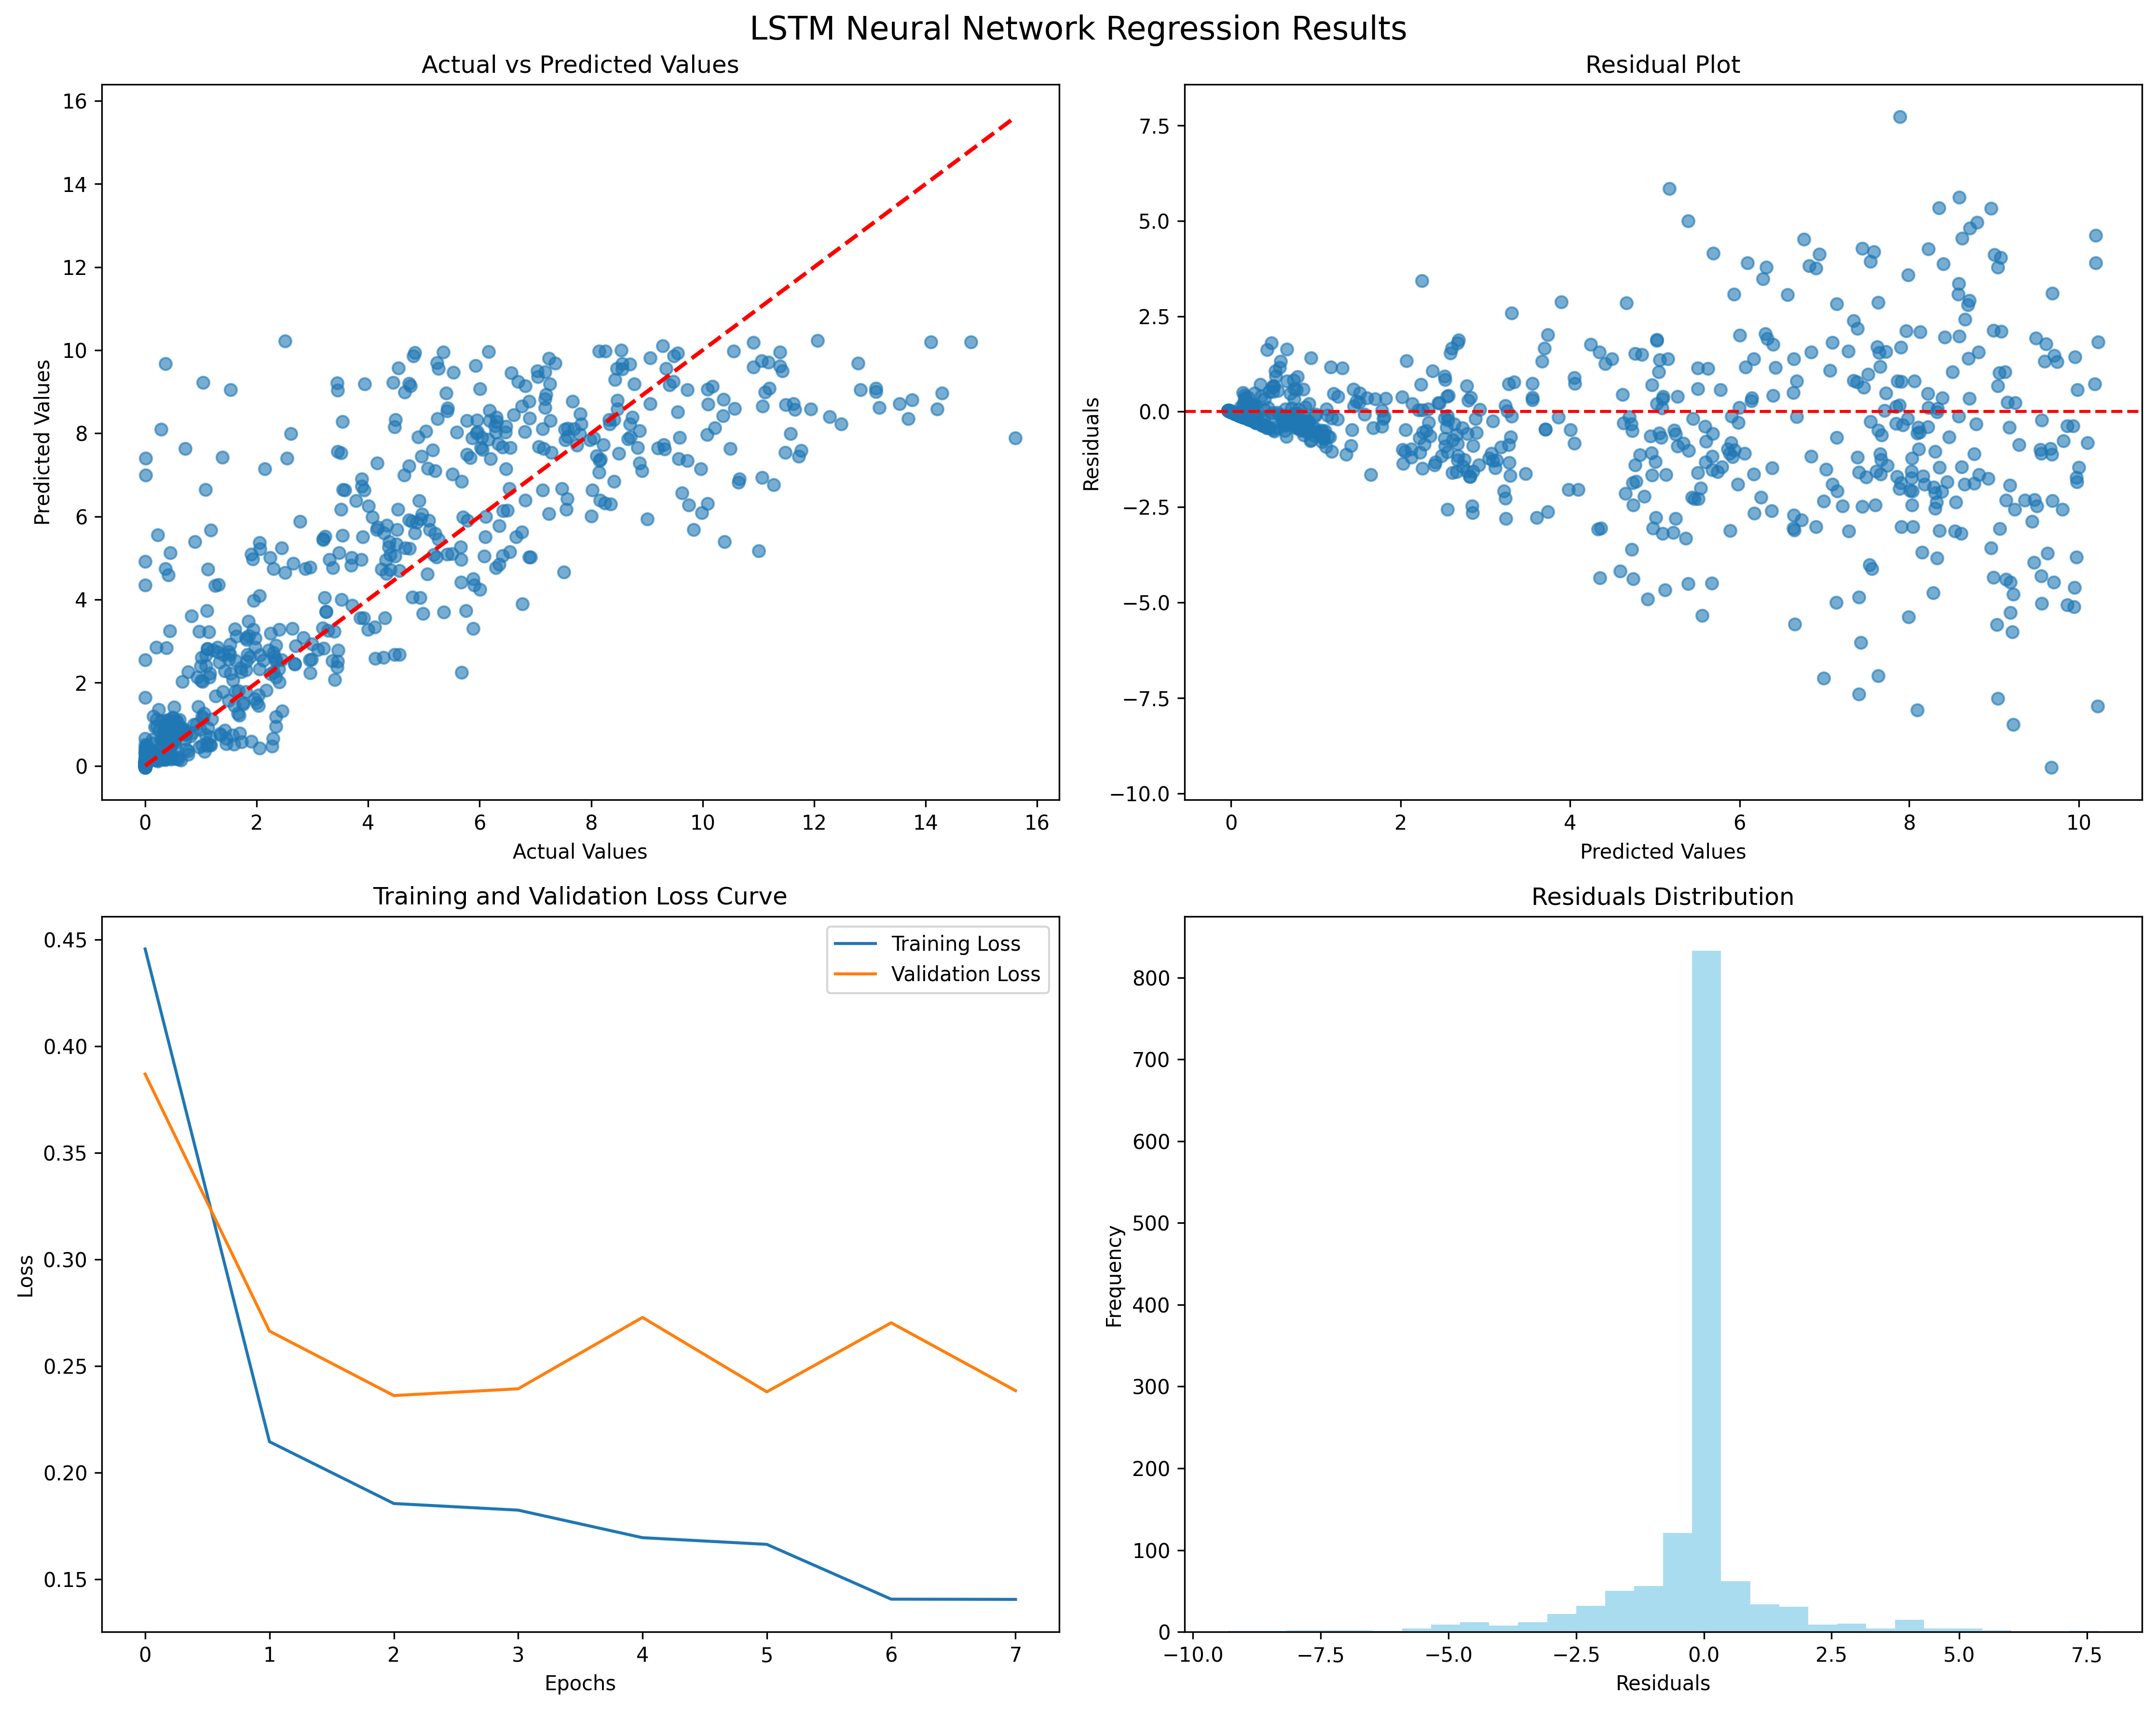 LSTM Neural Network Regression Results
Actual vs Predicted Values
Predicted Values
16
14
12
10
8
6
4
2
0
0 2 4 6 8 10 12 14 16
Actual Values
Residual Plot
Residuals
7.5
5.0
2.5
0.0
−2.5
−5.0
−7.5
−10.0
0 2 4 6 8 10
Predicted Values
Training and Validation Loss Curve
Training Loss
Validation Loss
Loss
0.45
0.40
0.35
0.30
0.25
0.20
0.15
0 1 2 3 4 5 6 7
Epochs
Residuals Distribution
Frequency
800
700
600
500
400
300
200
100
0
−10.0 −7.5 −5.0 −2.5 0.0 2.5 5.0 7.5
Residuals